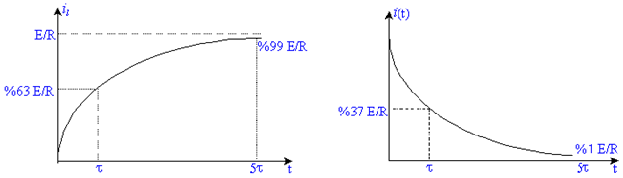 i_l
E/R
%99 E/R
%63 E/R
τ
5τ
t
i(t)
%37 E/R
%1 E/R
τ
5τ
t